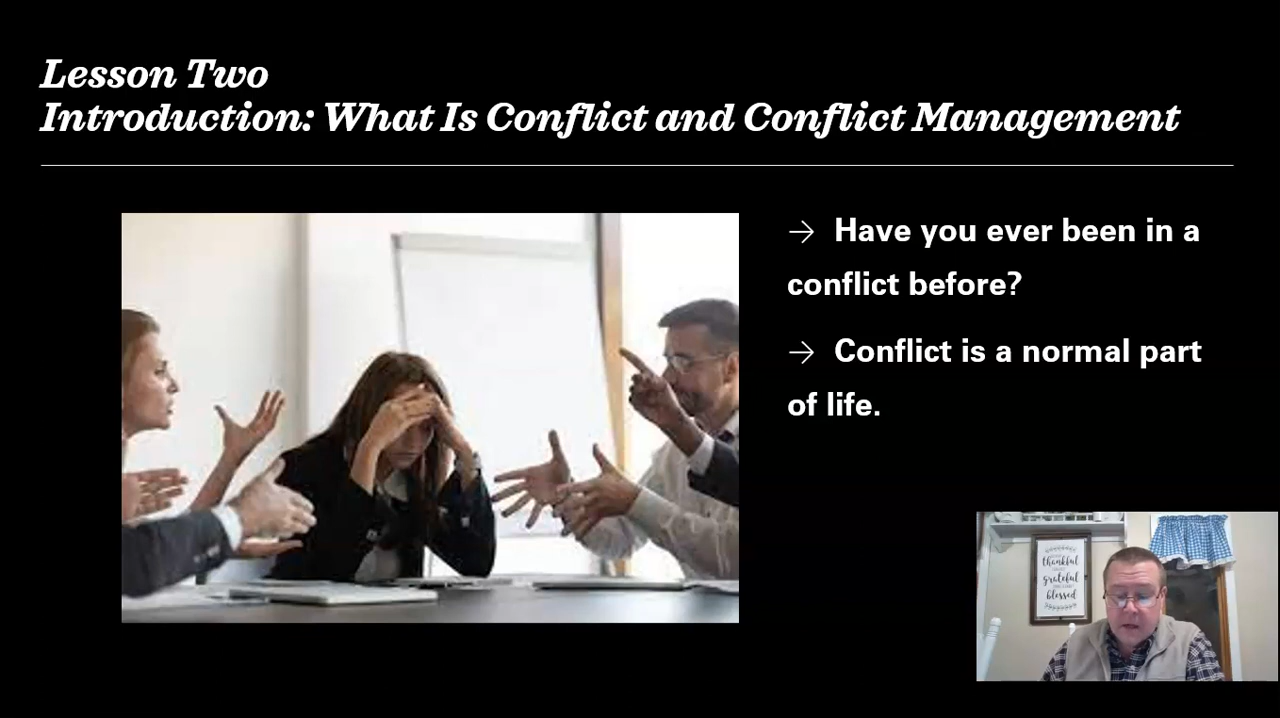 Lesson Two
Introduction: What Is Conflict and Conflict Management
→ Have you ever been in a
conflict before?
→ Conflict is a normal part
of life.
thankful
grateful
blessed